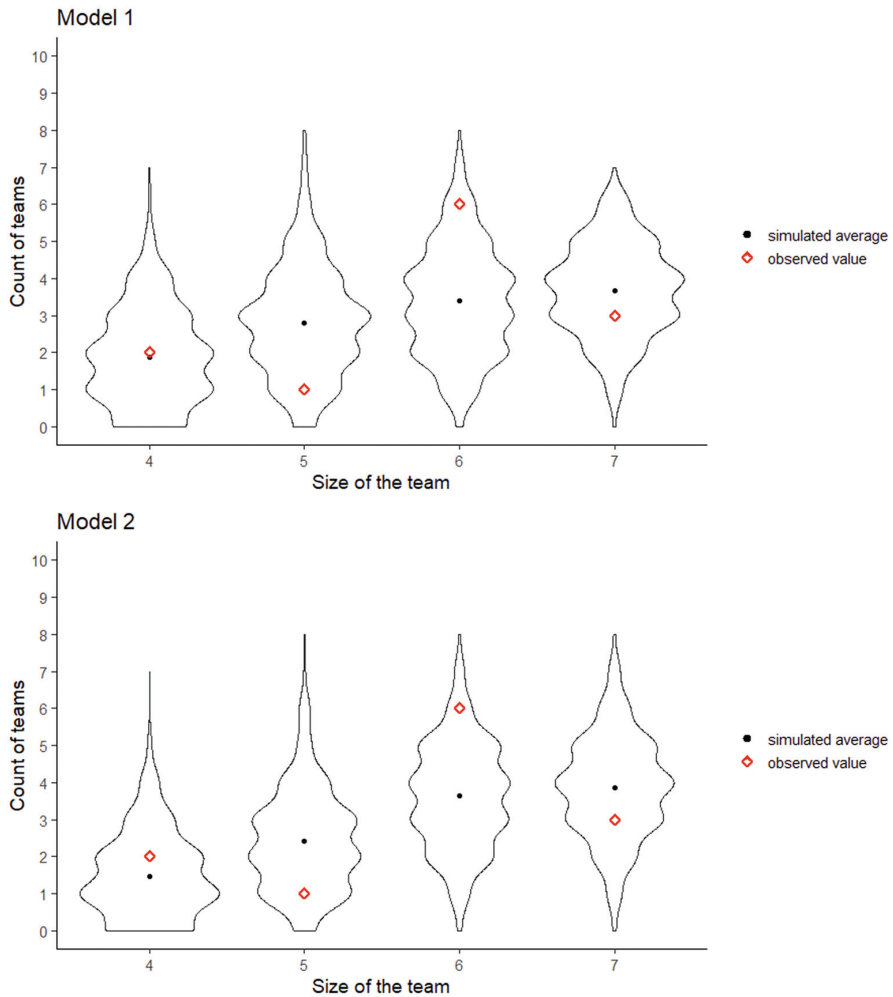 Model 1
10
9
8
7
6
5
4
3
2
1
0
Count of teams
4 5 6 7
Size of the team
simulated average
observed value
Model 2
10
9
8
7
6
5
4
3
2
1
0
Count of teams
4 5 6 7
Size of the team
simulated average
observed value